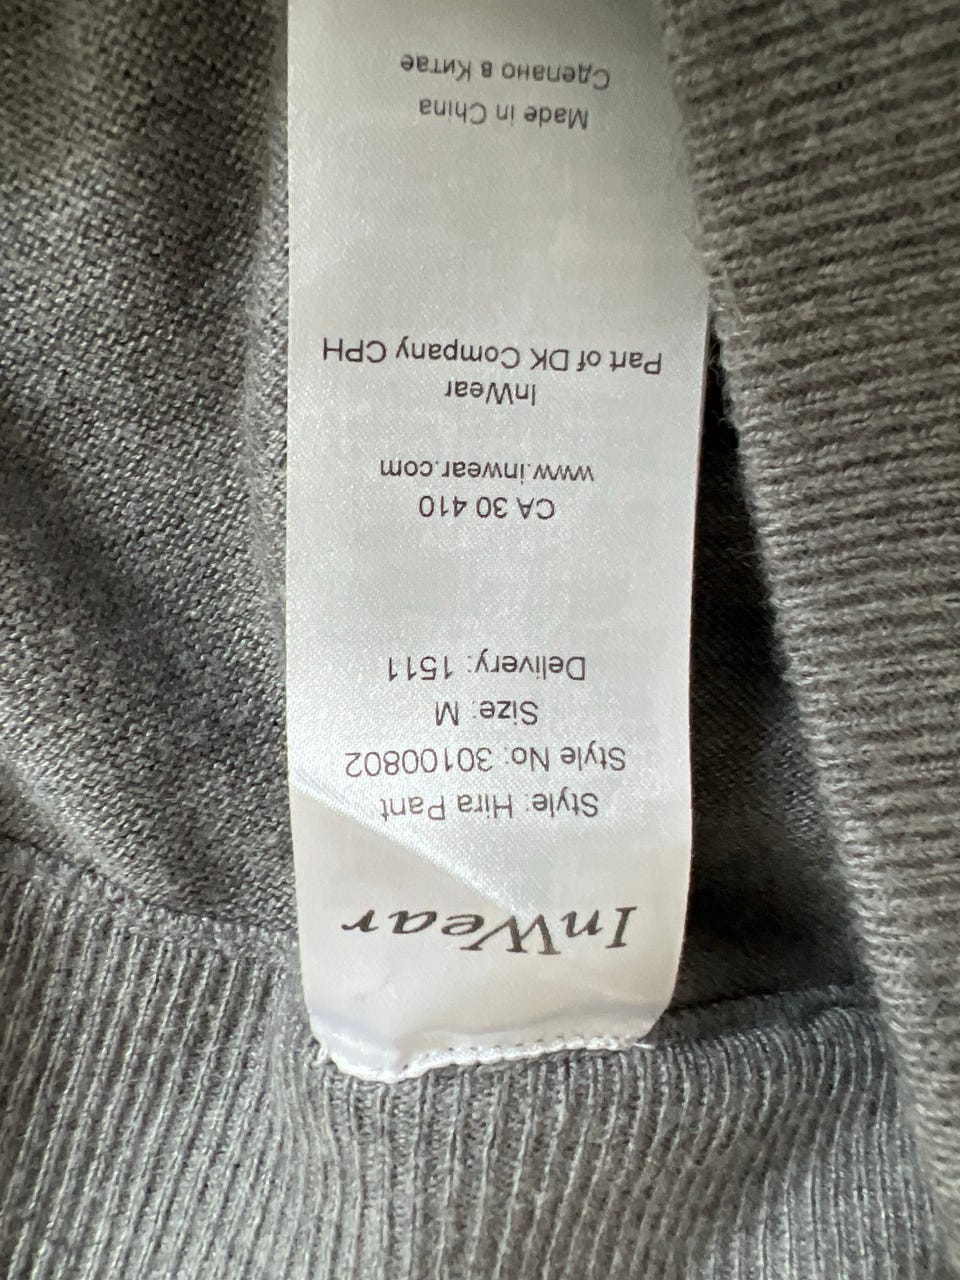 InWear
Style: Hira Pant
Style No: 30100802
Size: M
Delivery: 1511
CA 30 410
www.inwear.com
InWear
Part of DK Company CPH
Made in China
Сделано в Китае